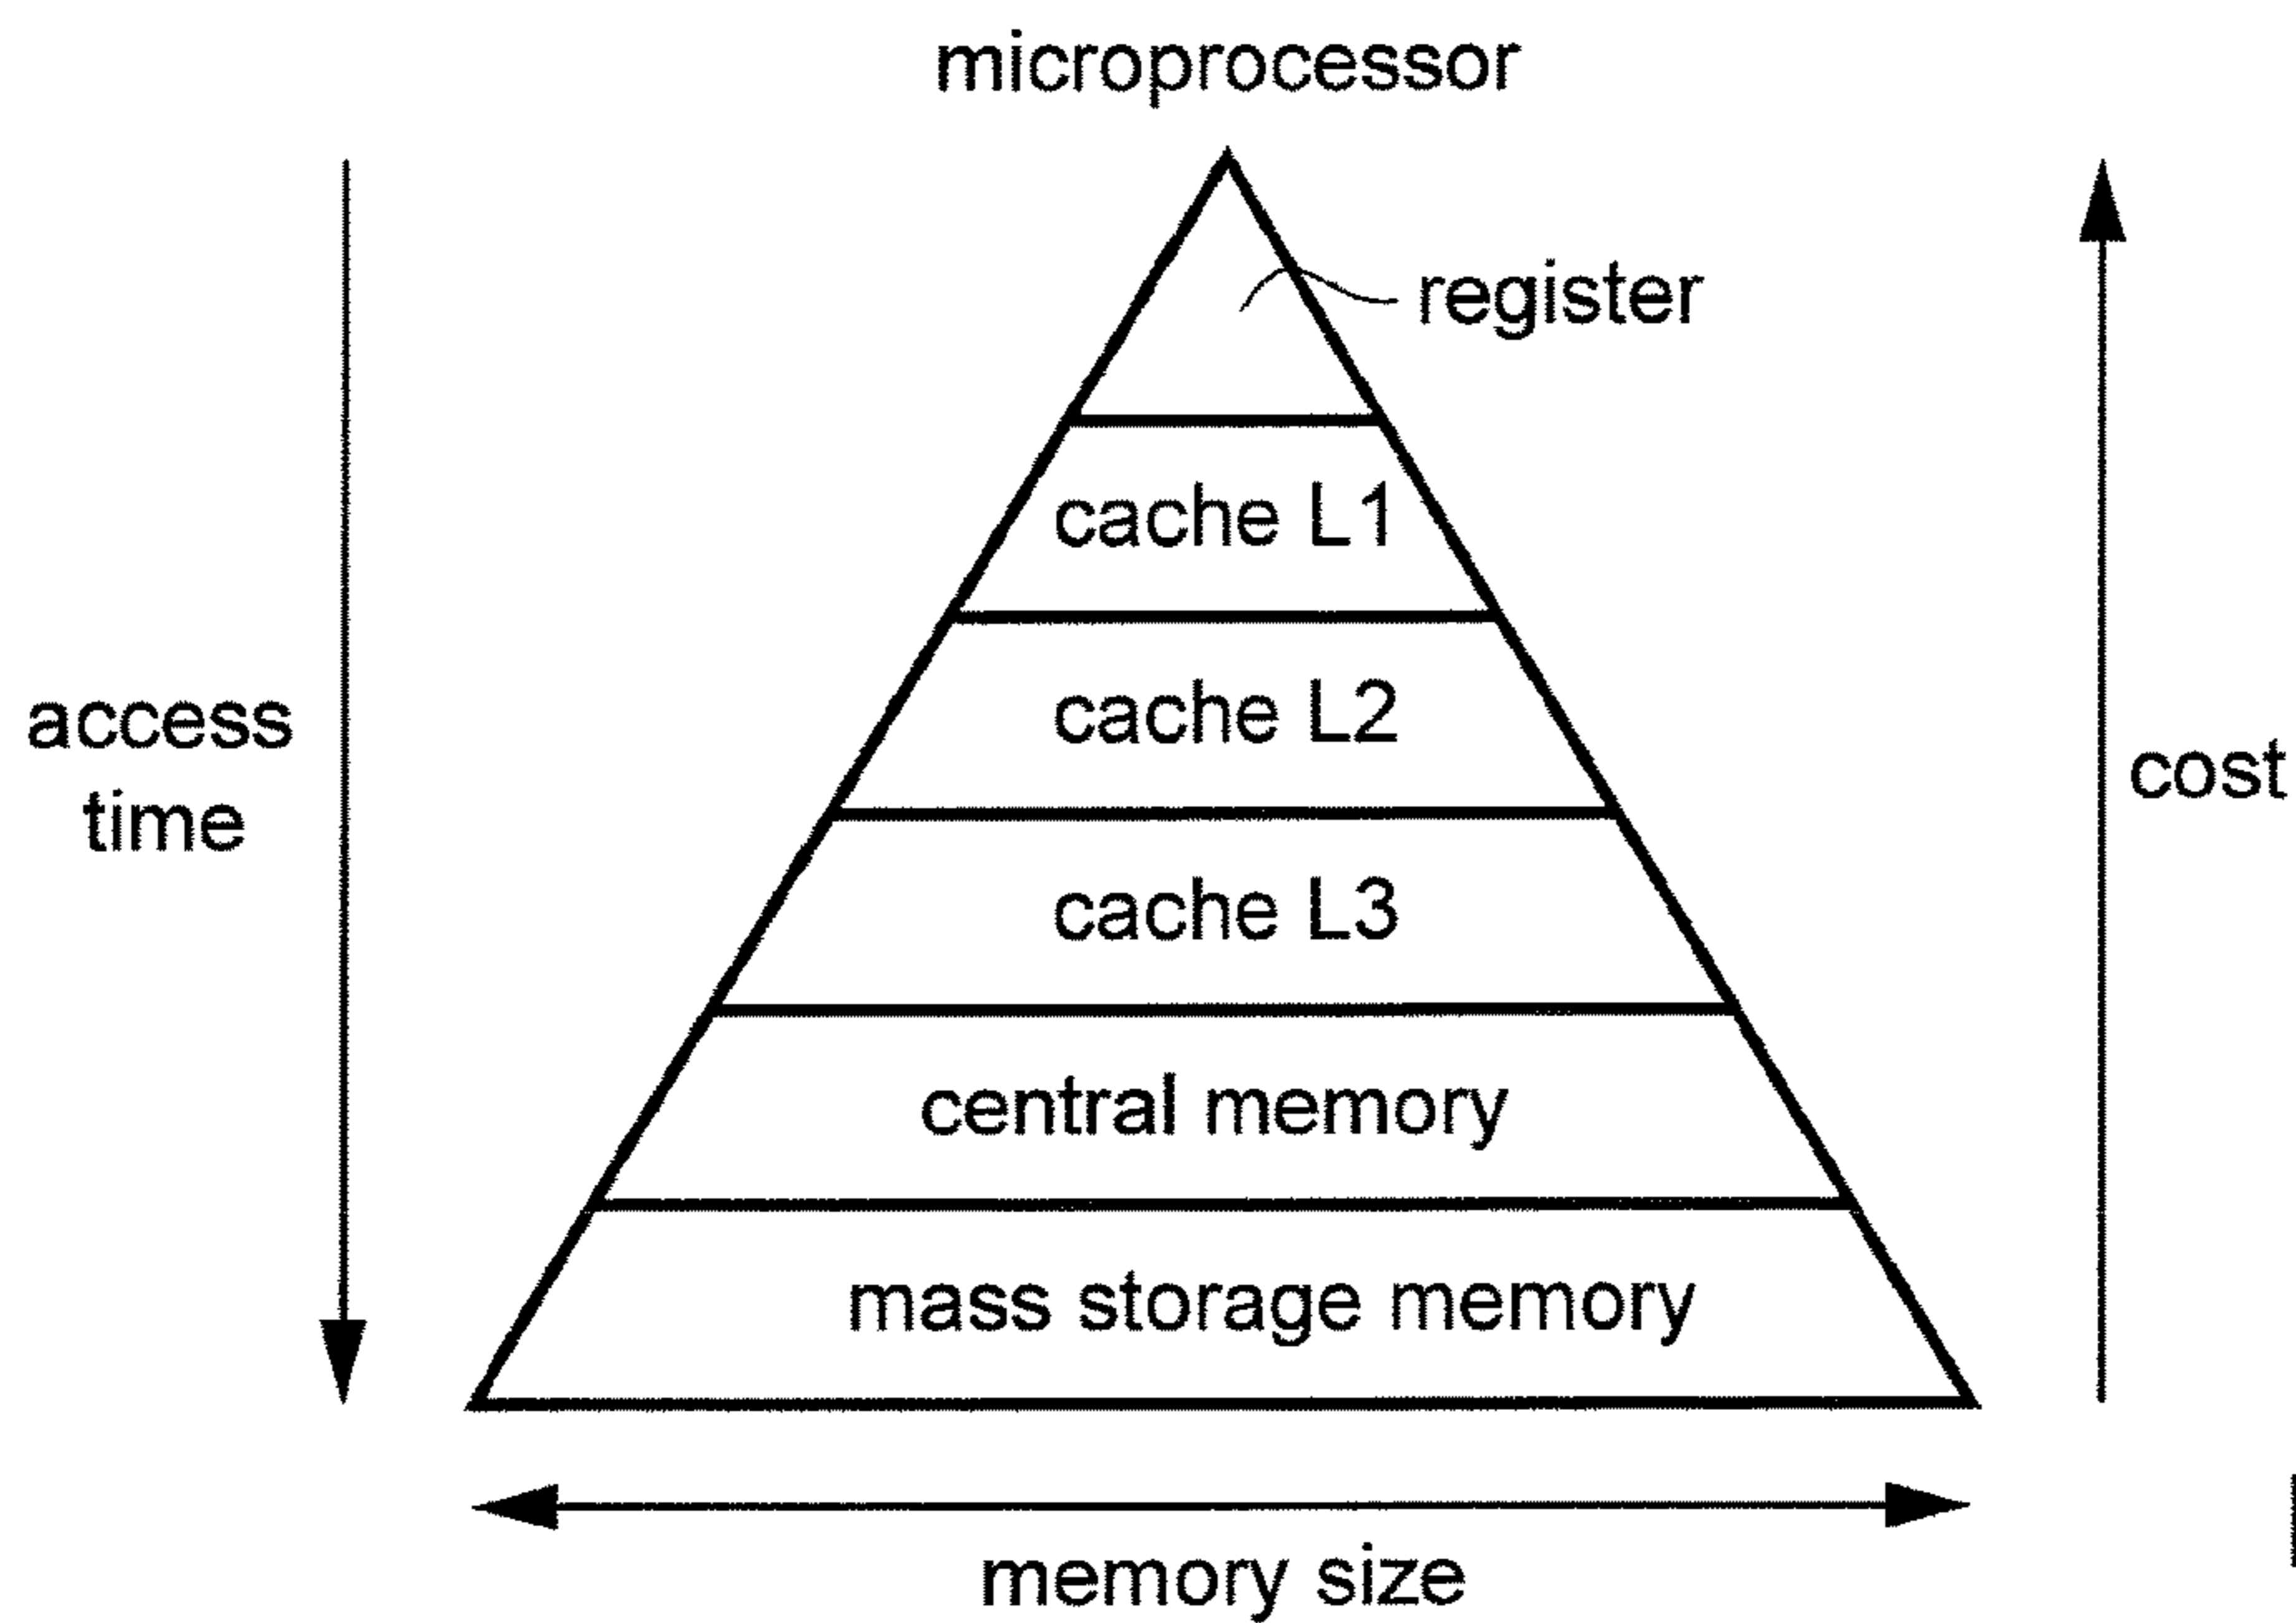 microprocessor
register
cache L1
cache L2
access
time
cost
cache L3
central memory
mass storage memory
memory size